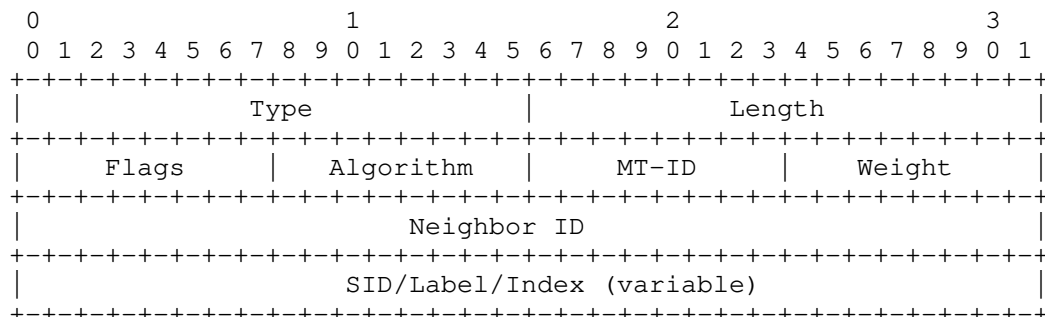 0                   1                   2                   3
 0 1 2 3 4 5 6 7 8 9 0 1 2 3 4 5 6 7 8 9 0 1 2 3 4 5 6 7 8 9 0 1
+-+-+-+-+-+-+-+-+-+-+-+-+-+-+-+-+-+-+-+-+-+-+-+-+-+-+-+-+-+-+-+-+
|              Type             |            Length             |
+-+-+-+-+-+-+-+-+-+-+-+-+-+-+-+-+-+-+-+-+-+-+-+-+-+-+-+-+-+-+-+-+
|     Flags     |   Algorithm   |     MT-ID     |    Weight     |
+-+-+-+-+-+-+-+-+-+-+-+-+-+-+-+-+-+-+-+-+-+-+-+-+-+-+-+-+-+-+-+-+
|                        Neighbor ID                            |
+-+-+-+-+-+-+-+-+-+-+-+-+-+-+-+-+-+-+-+-+-+-+-+-+-+-+-+-+-+-+-+-+
|                    SID/Label/Index (variable)                 |
+-+-+-+-+-+-+-+-+-+-+-+-+-+-+-+-+-+-+-+-+-+-+-+-+-+-+-+-+-+-+-+-+